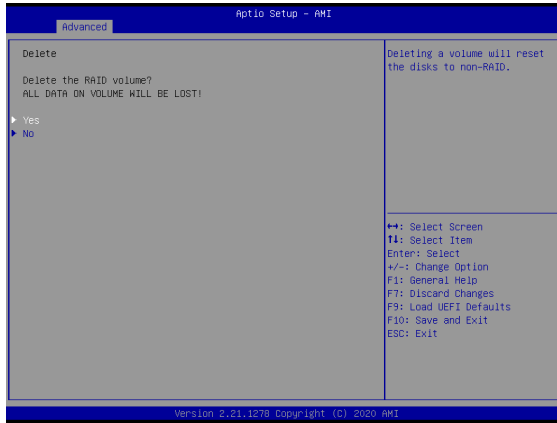 Aptio Setup - AMI
Advanced
Delete
Delete the RAID volume?
ALL DATA ON VOLUME WILL BE LOST!
Yes
No
Deleting a volume will reset
the disks to non-RAID.
↔: Select Screen
↑↓: Select Item
Enter: Select
+/-: Change Option
F1: General Help
F7: Discard Changes
F9: Load UEFI Defaults
F10: Save and Exit
ESC: Exit
Version 2.21.1278 Copyright (C) 2020 AMI